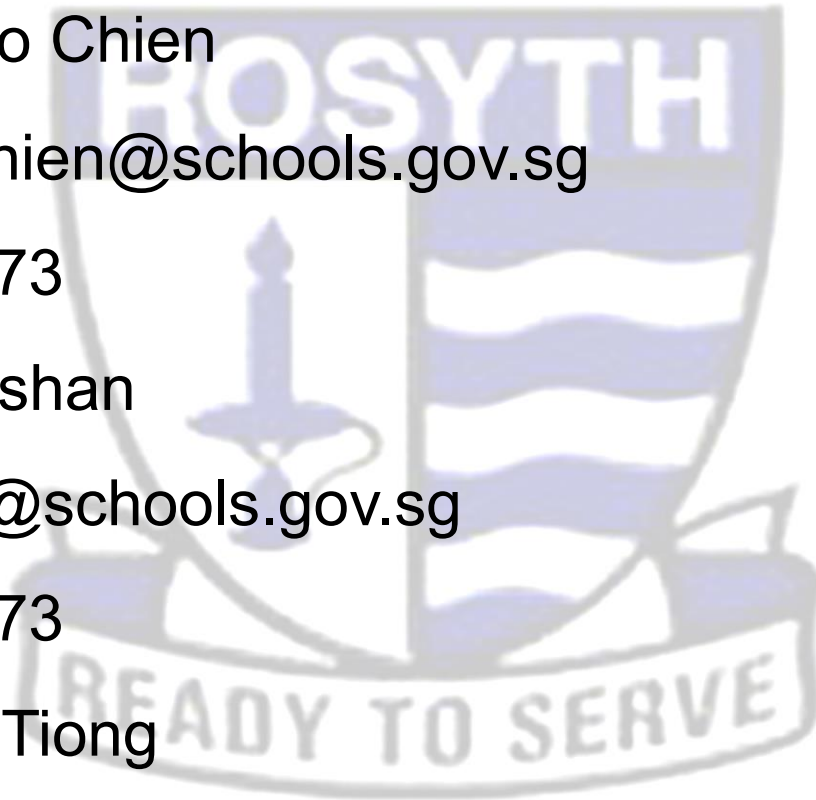 ROSYTH
o Chien
hien@schools.gov.sg
73
shan
@schools.gov.sg
73
Tiong
READY TO SERVE